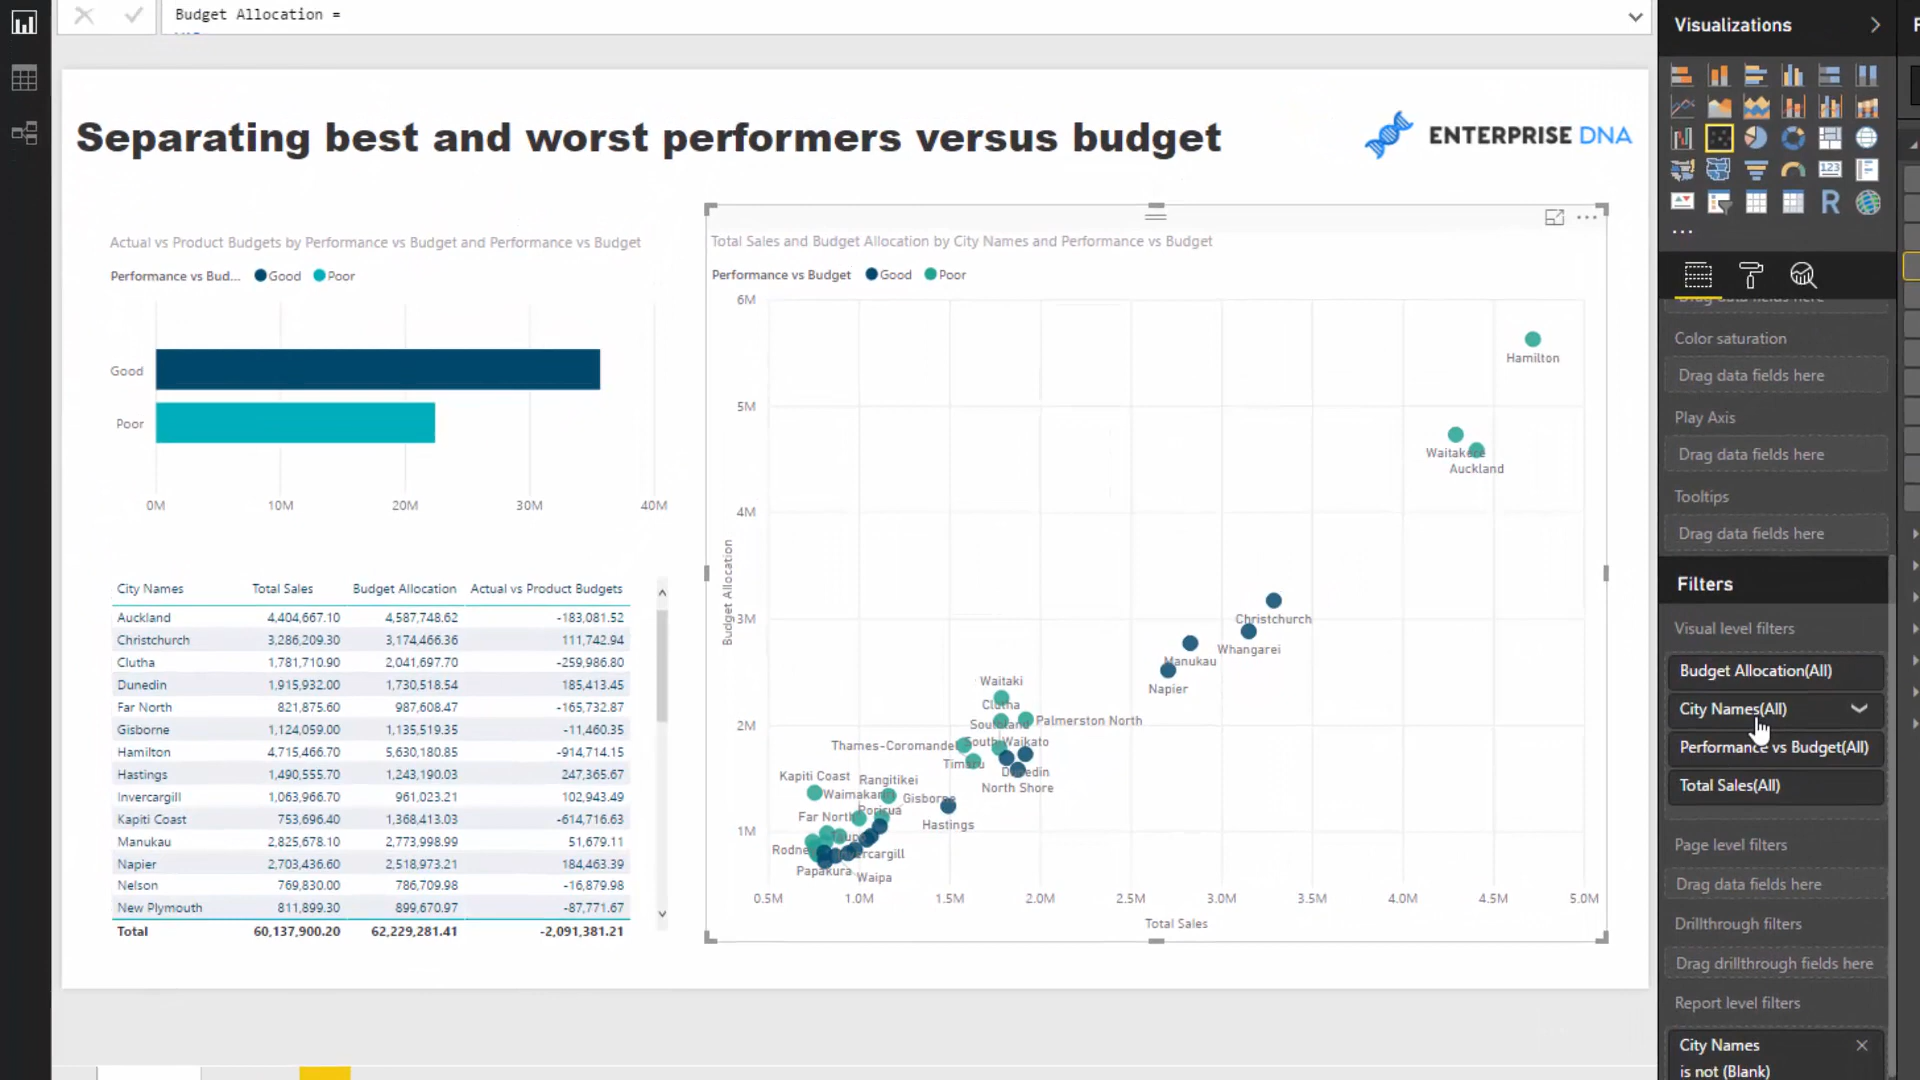 Budget Allocation =
Separating best and worst performers versus budget
ENTERPRISE DNA
Actual vs Product Budgets by Performance vs Budget and Performance vs Budget
Performance vs Bud... Good Poor
Good
Poor
0M 10M 20M 30M 40M
City Names Total Sales Budget Allocation Actual vs Product Budgets
Auckland 4,404,667.10 4,587,748.62 -183,081.52
Christchurch 3,286,209.30 3,174,466.36 111,742.94
Clutha 1,781,710.90 2,041,697.70 -259,986.80
Dunedin 1,915,932.00 1,730,518.54 185,413.45
Far North 821,875.60 987,608.47 -165,732.87
Gisborne 1,124,059.00 1,135,519.35 -11,460.35
Hamilton 4,715,466.70 5,630,180.85 -914,714.15
Hastings 1,490,555.70 1,243,190.03 247,365.67
Invercargill 1,063,966.70 961,023.21 102,943.49
Kapiti Coast 753,696.40 1,368,413.03 -614,716.63
Manukau 2,825,678.10 2,773,998.99 51,679.11
Napier 2,703,436.60 2,518,973.21 184,463.39
Nelson 769,830.00 786,709.98 -16,879.98
New Plymouth 811,899.30 899,670.97 -87,771.67
Total 60,137,900.20 62,229,281.41 -2,091,381.21
Total Sales and Budget Allocation by City Names and Performance vs Budget
Performance vs Budget Good Poor
6M
5M
4M
3M
2M
1M
Budget Allocation
Hamilton
Waitakere
Auckland
Christchurch
Whangarei
Manukau
Napier
Waitaki
Clutha
Southland
Palmerston North
Thames-Coromandel
South Waikato
Timaru
Dunedin
North Shore
Kapiti Coast
Rangitikei
Waimakari
Gisborne
Porirua
Far North
Hastings
Taupo
Rodne
Invercargill
Papakura
Waipa
0.5M 1.0M 1.5M 2.0M 2.5M 3.0M 3.5M 4.0M 4.5M 5.0M
Total Sales
Visualizations
123
R
Drag data fields here
Color saturation
Drag data fields here
Play Axis
Drag data fields here
Tooltips
Drag data fields here
Filters
Visual level filters
Budget Allocation(All)
City Names(All)
Performance vs Budget(All)
Total Sales(All)
Page level filters
Drag data fields here
Drillthrough filters
Drag drillthrough fields here
Report level filters
City Names
is not (Blank)